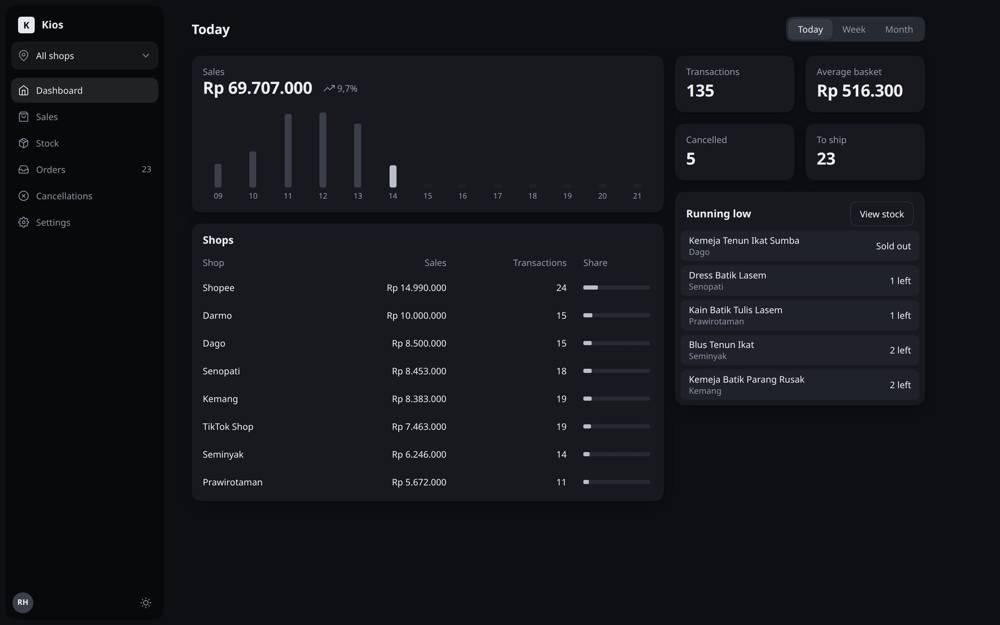 K Kios
All shops
Dashboard
Sales
Stock
Orders 23
Cancellations
Settings
RH
Today
Today Week Month
Sales
Rp 69.707.000 9,7%
09 10 11 12 13 14 15 16 17 18 19 20 21
Transactions
135
Average basket
Rp 516.300
Cancelled
5
To ship
23
Shops
Shop Sales Transactions Share
Shopee Rp 14.990.000 24
Darmo Rp 10.000.000 15
Dago Rp 8.500.000 15
Senopati Rp 8.453.000 18
Kemang Rp 8.383.000 19
TikTok Shop Rp 7.463.000 19
Seminyak Rp 6.246.000 14
Prawirotaman Rp 5.672.000 11
Running low View stock
Kemeja Tenun Ikat Sumba
Dago
Sold out
Dress Batik Lasem
Senopati
1 left
Kain Batik Tulis Lasem
Prawirotaman
1 left
Blus Tenun Ikat
Seminyak
2 left
Kemeja Batik Parang Rusak
Kemang
2 left